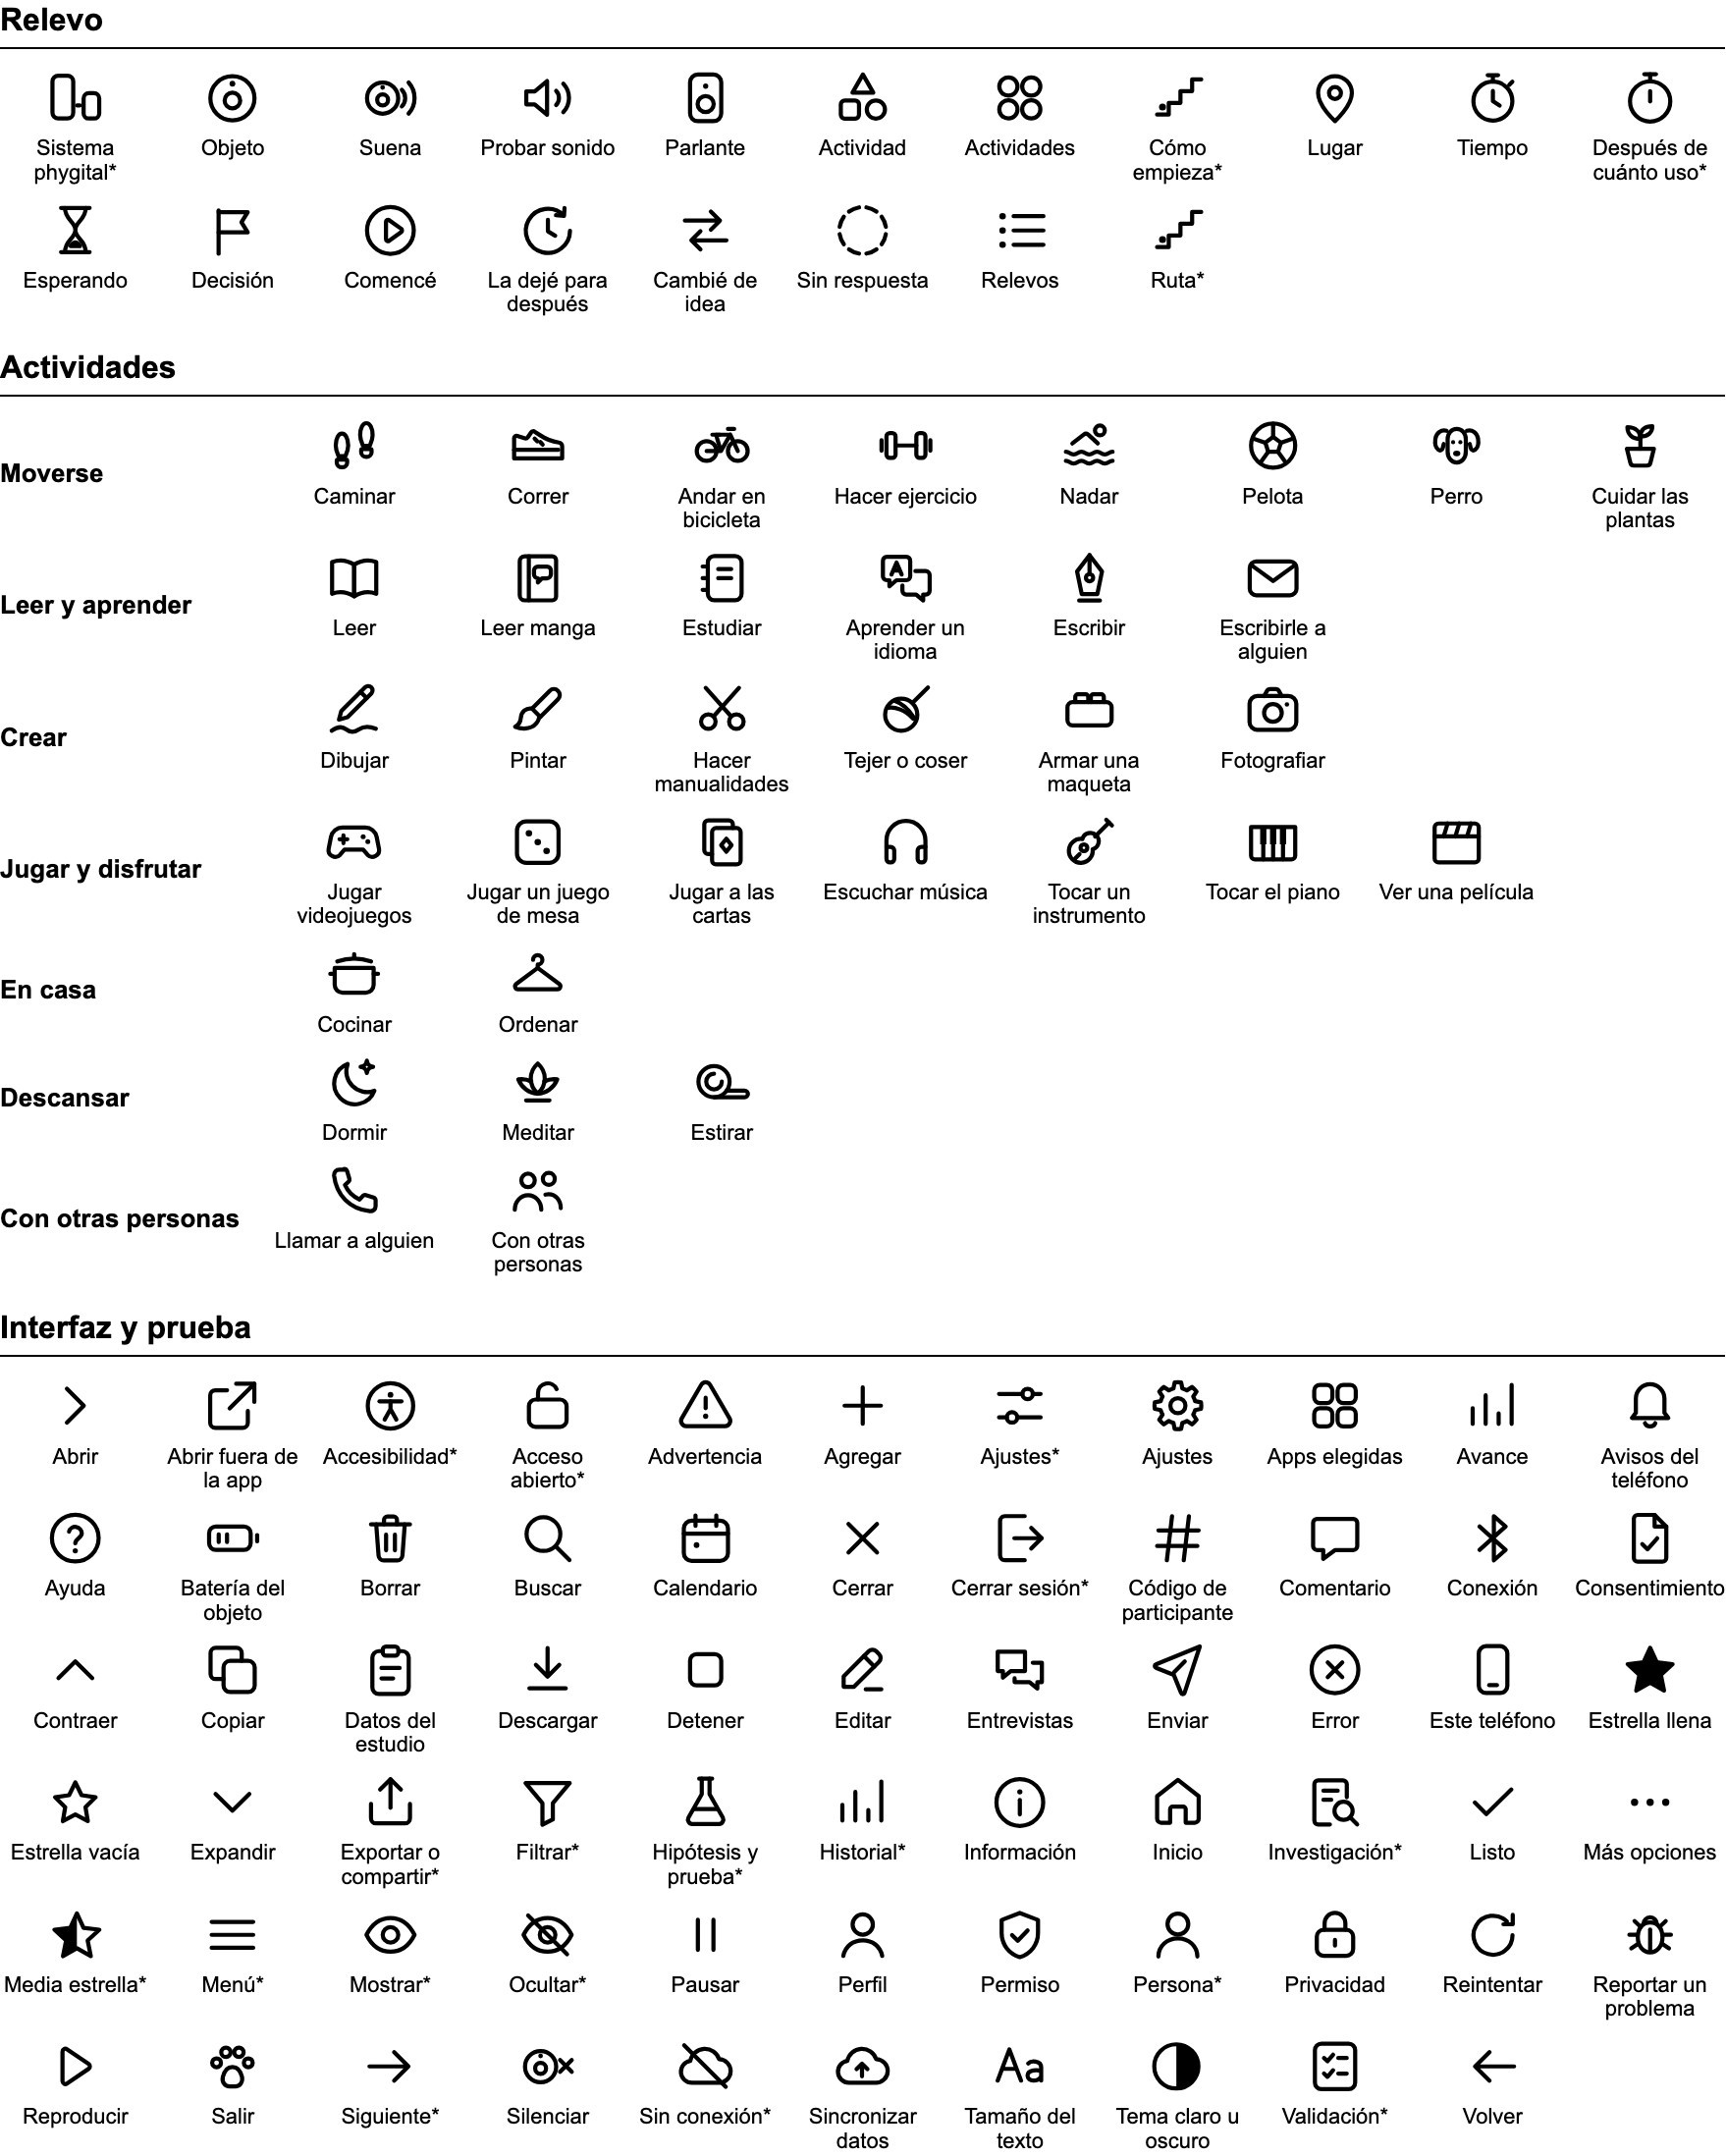 Relevo
Sistema phygital*
Objeto
Suena
Probar sonido
Parlante
Actividad
Actividades
Cómo empieza*
Lugar
Tiempo
Después de cuánto uso*
Esperando
Decisión
Comencé
La dejé para después
Cambié de idea
Sin respuesta
Relevos
Ruta*
Actividades
Moverse
Caminar
Correr
Andar en bicicleta
Hacer ejercicio
Nadar
Pelota
Perro
Cuidar las plantas
Leer y aprender
Leer
Leer manga
Estudiar
Aprender un idioma
Escribir
Escribirle a alguien
Crear
Dibujar
Pintar
Hacer manualidades
Tejer o coser
Armar una maqueta
Fotografiar
Jugar y disfrutar
Jugar videojuegos
Jugar un juego de mesa
Jugar a las cartas
Escuchar música
Tocar un instrumento
Tocar el piano
Ver una película
En casa
Cocinar
Ordenar
Descansar
Dormir
Meditar
Estirar
Con otras personas
Llamar a alguien
Con otras personas
Interfaz y prueba
Abrir
Abrir fuera de la app
Accesibilidad*
Acceso abierto*
Advertencia
Agregar
Ajustes*
Ajustes
Apps elegidas
Avance
Avisos del teléfono
Ayuda
Batería del objeto
Borrar
Buscar
Calendario
Cerrar
Cerrar sesión*
Código de participante
Comentario
Conexión
Consentimiento
Contraer
Copiar
Datos del estudio
Descargar
Detener
Editar
Entrevistas
Enviar
Error
Este teléfono
Estrella llena
Estrella vacía
Expandir
Exportar o compartir*
Filtrar*
Hipótesis y prueba*
Historial*
Información
Inicio
Investigación*
Listo
Más opciones
Media estrella*
Menú*
Mostrar*
Ocultar*
Pausar
Perfil
Permiso
Persona*
Privacidad
Reintentar
Reportar un problema
Reproducir
Salir
Siguiente*
Silenciar
Sin conexión*
Sincronizar datos
Aa
Tamaño del texto
Tema claro u oscuro
Validación*
Volver